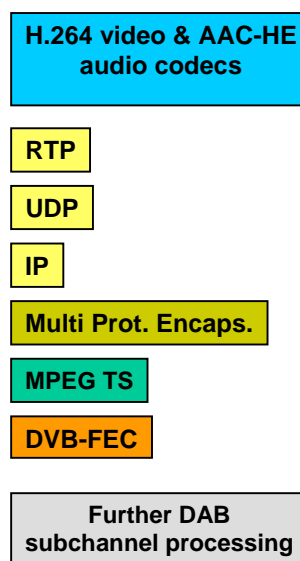 H.264 video & AAC-HE
audio codecs
RTP
UDP
IP
Multi Prot. Encaps.
MPEG TS
DVB-FEC
Further DAB
subchannel processing